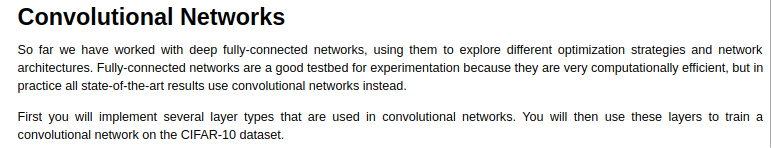 Convolutional Networks
So far we have worked with deep fully-connected networks, using them to explore different optimization strategies and network
architectures. Fully-connected networks are a good testbed for experimentation because they are very computationally efficient, but in
practice all state-of-the-art results use convolutional networks instead.
First you will implement several layer types that are used in convolutional networks. You will then use these layers to train a
convolutional network on the CIFAR-10 dataset.